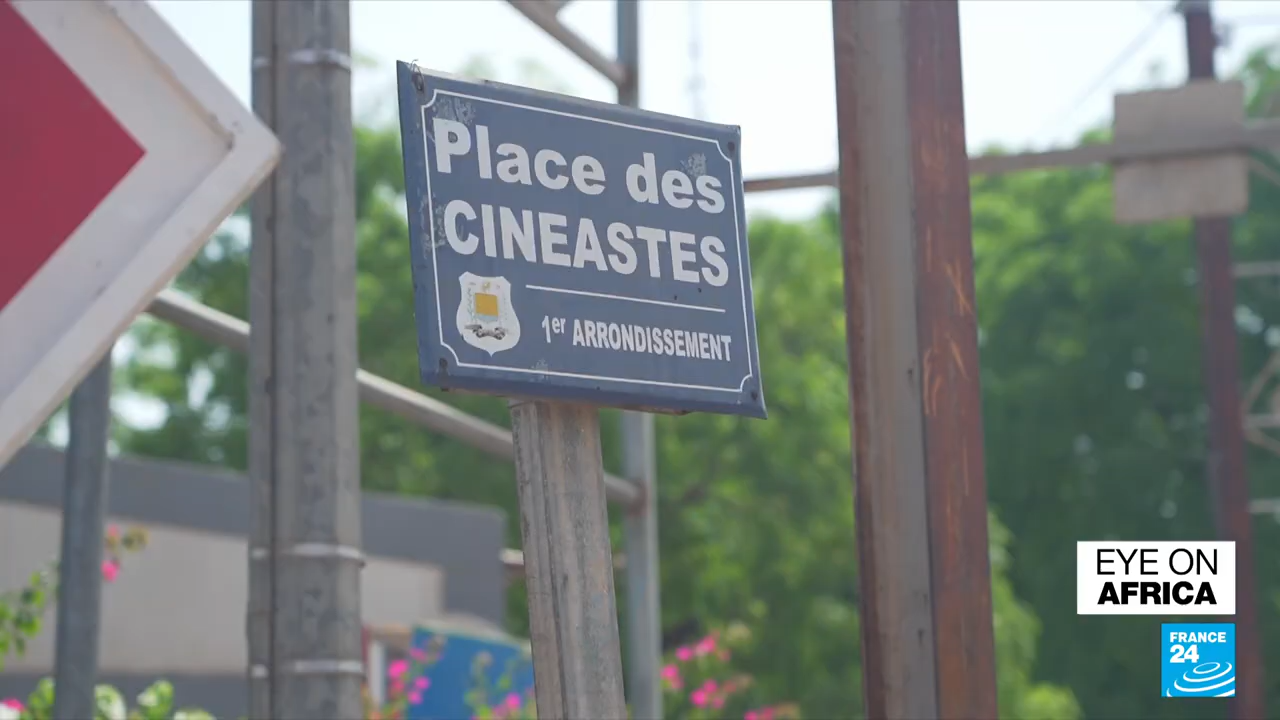 Place des
CINEASTES
1er ARRONDISSEMENT
EYE ON
AFRICA
FRANCE
24